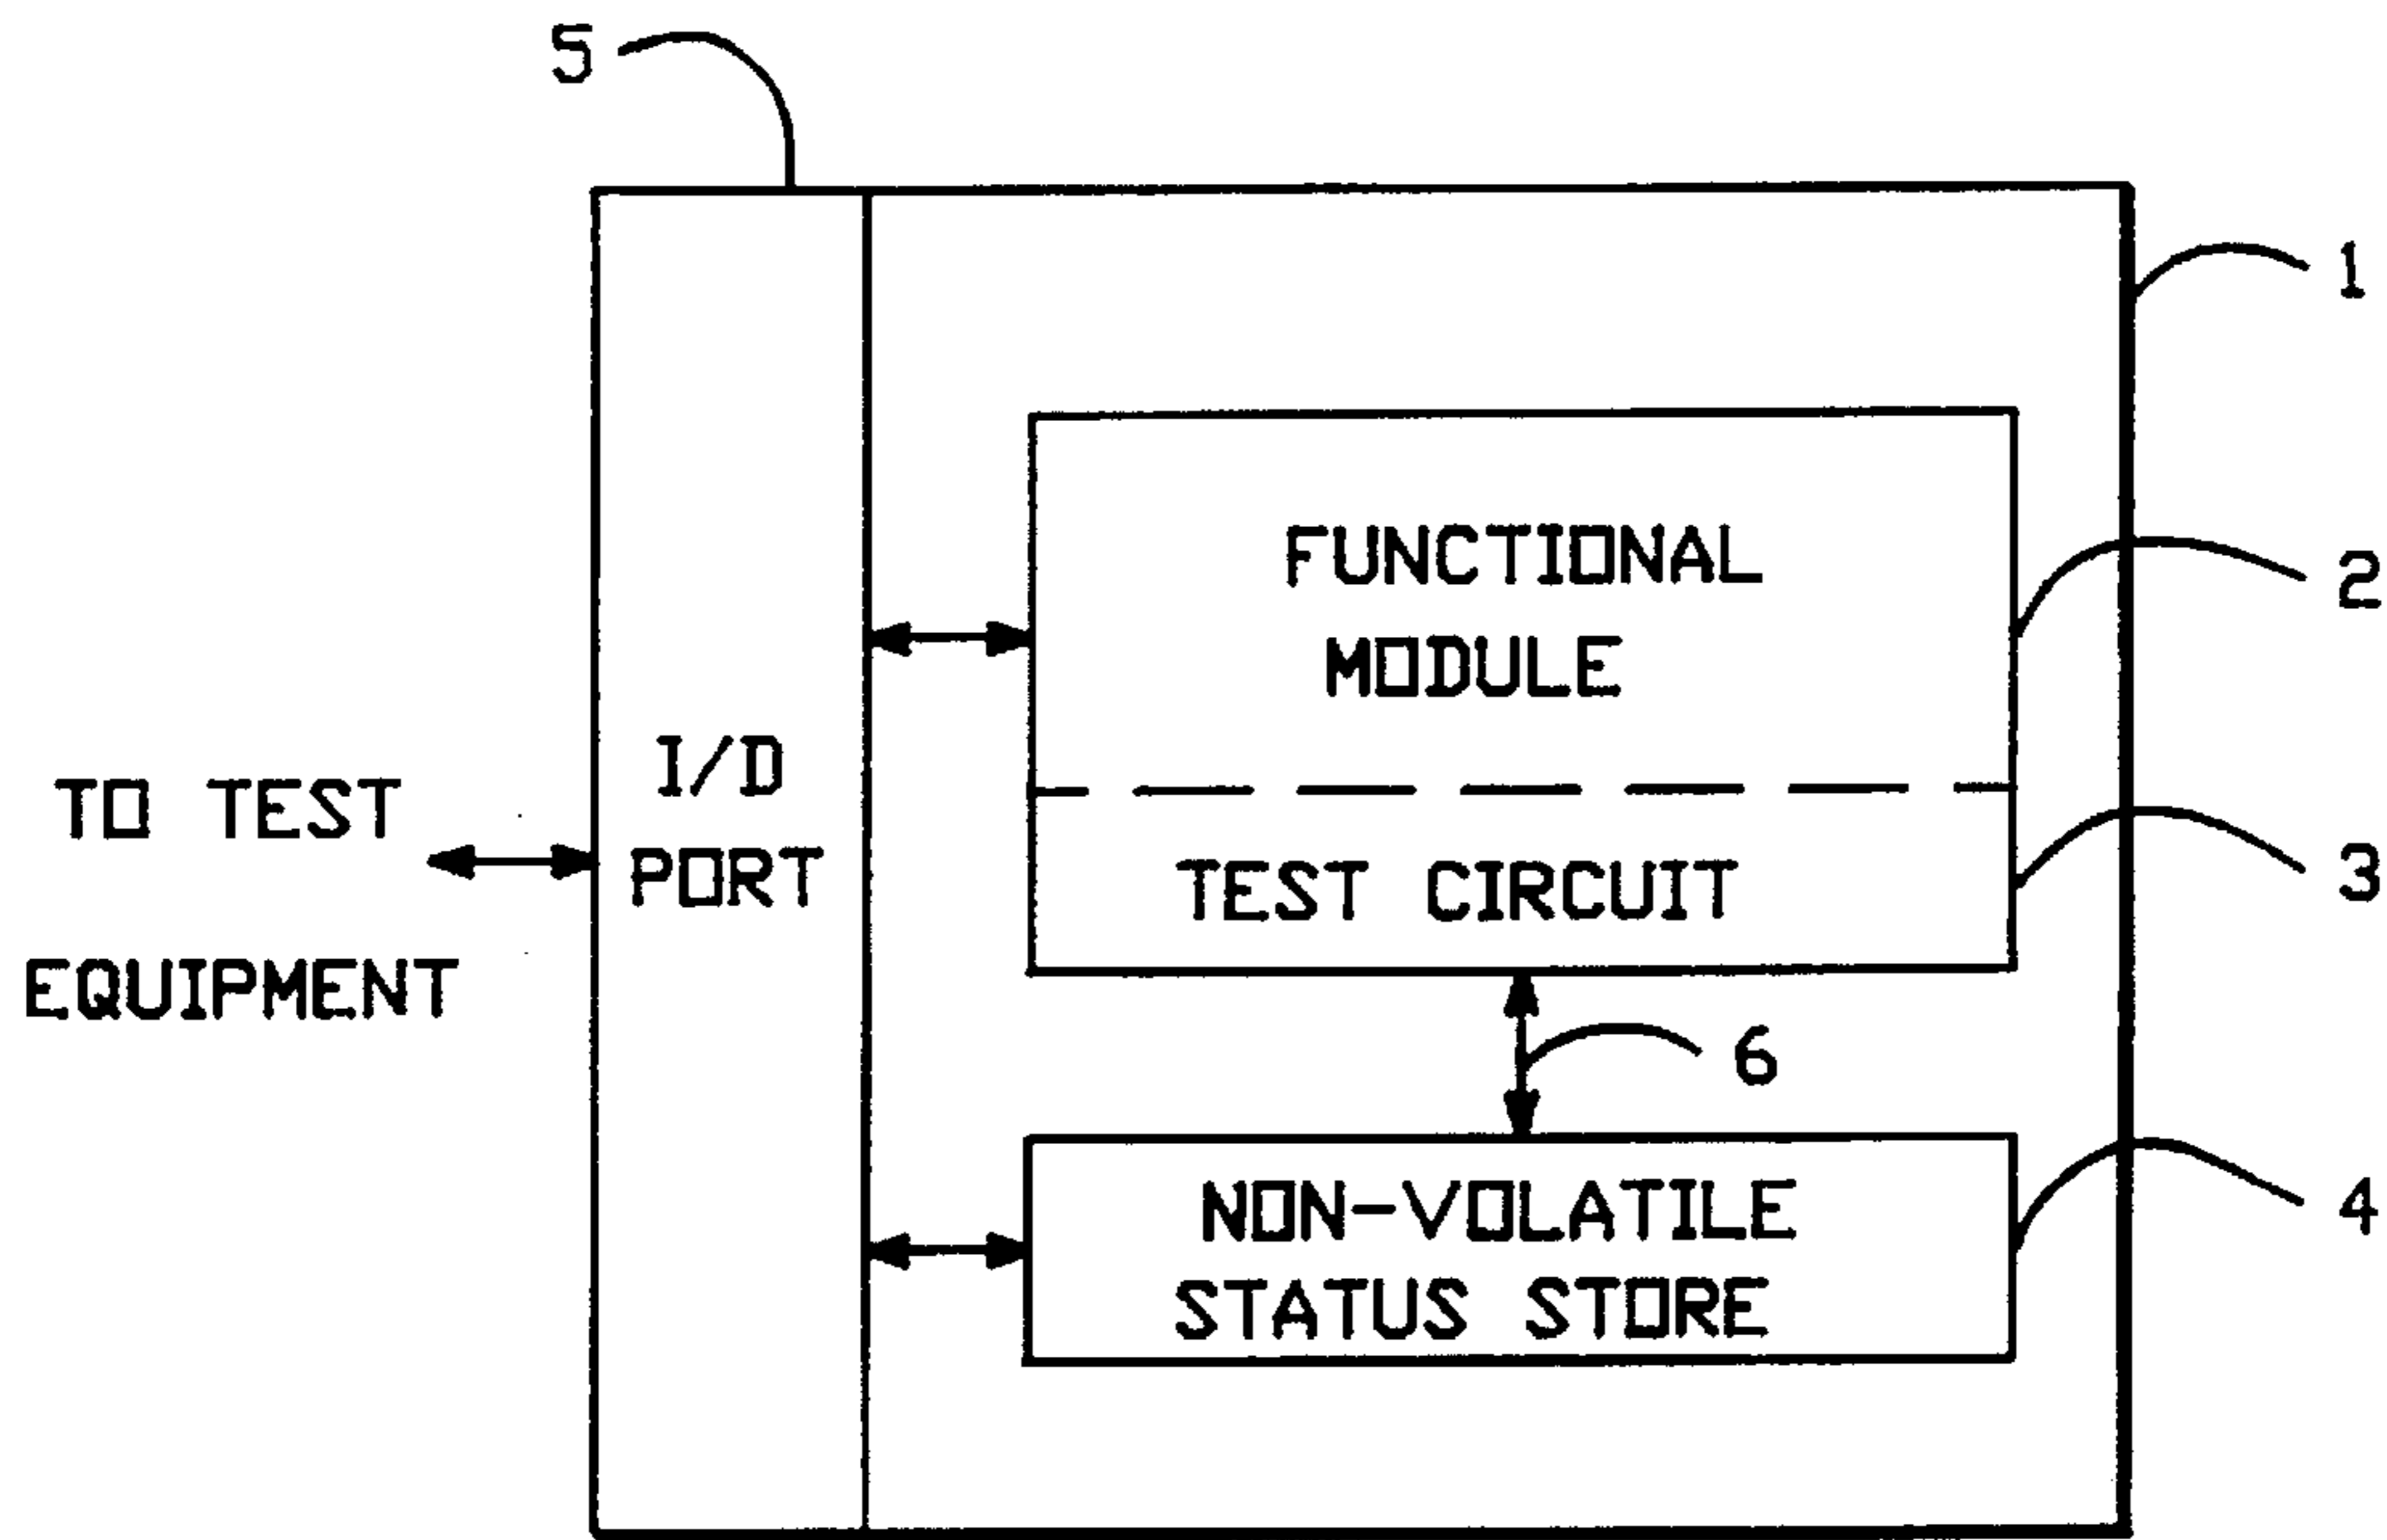 5
1
FUNCTIONAL
MODULE
2
I/O
PORT
TO TEST
EQUIPMENT
TEST CIRCUIT
3
6
NON-VOLATILE
STATUS STORE
4